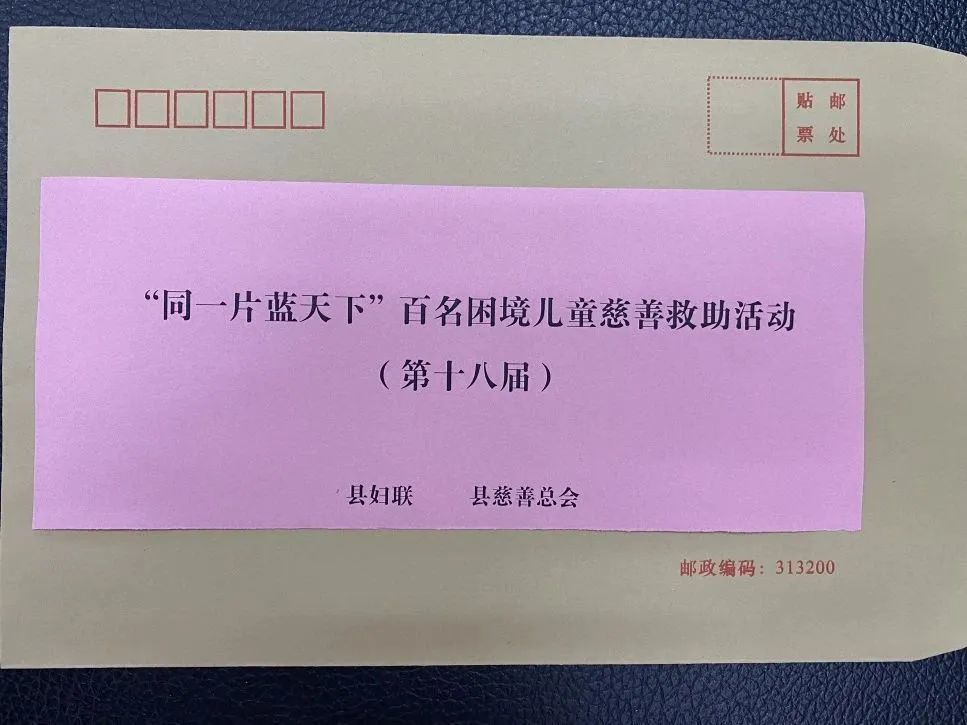 贴 邮
票 处
“同一片蓝天下”百名困境儿童慈善救助活动
（第十八届）
县妇联 县慈善总会
邮政编码：313200